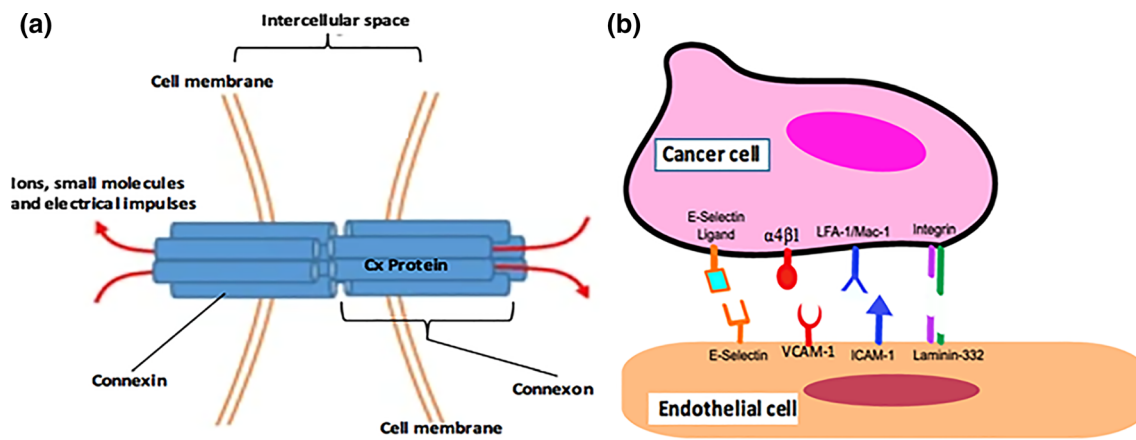 (a)
Intercellular space
Cell membrane
Ions, small molecules
and electrical impulses
Cx Protein
Connexin
Connexon
Cell membrane
(b)
Cancer cell
E-Selectin
Ligand
α4β1
LFA-1/Mac-1
Integrin
E-Selectin
VCAM-1
ICAM-1
Laminin-332
Endothelial cell